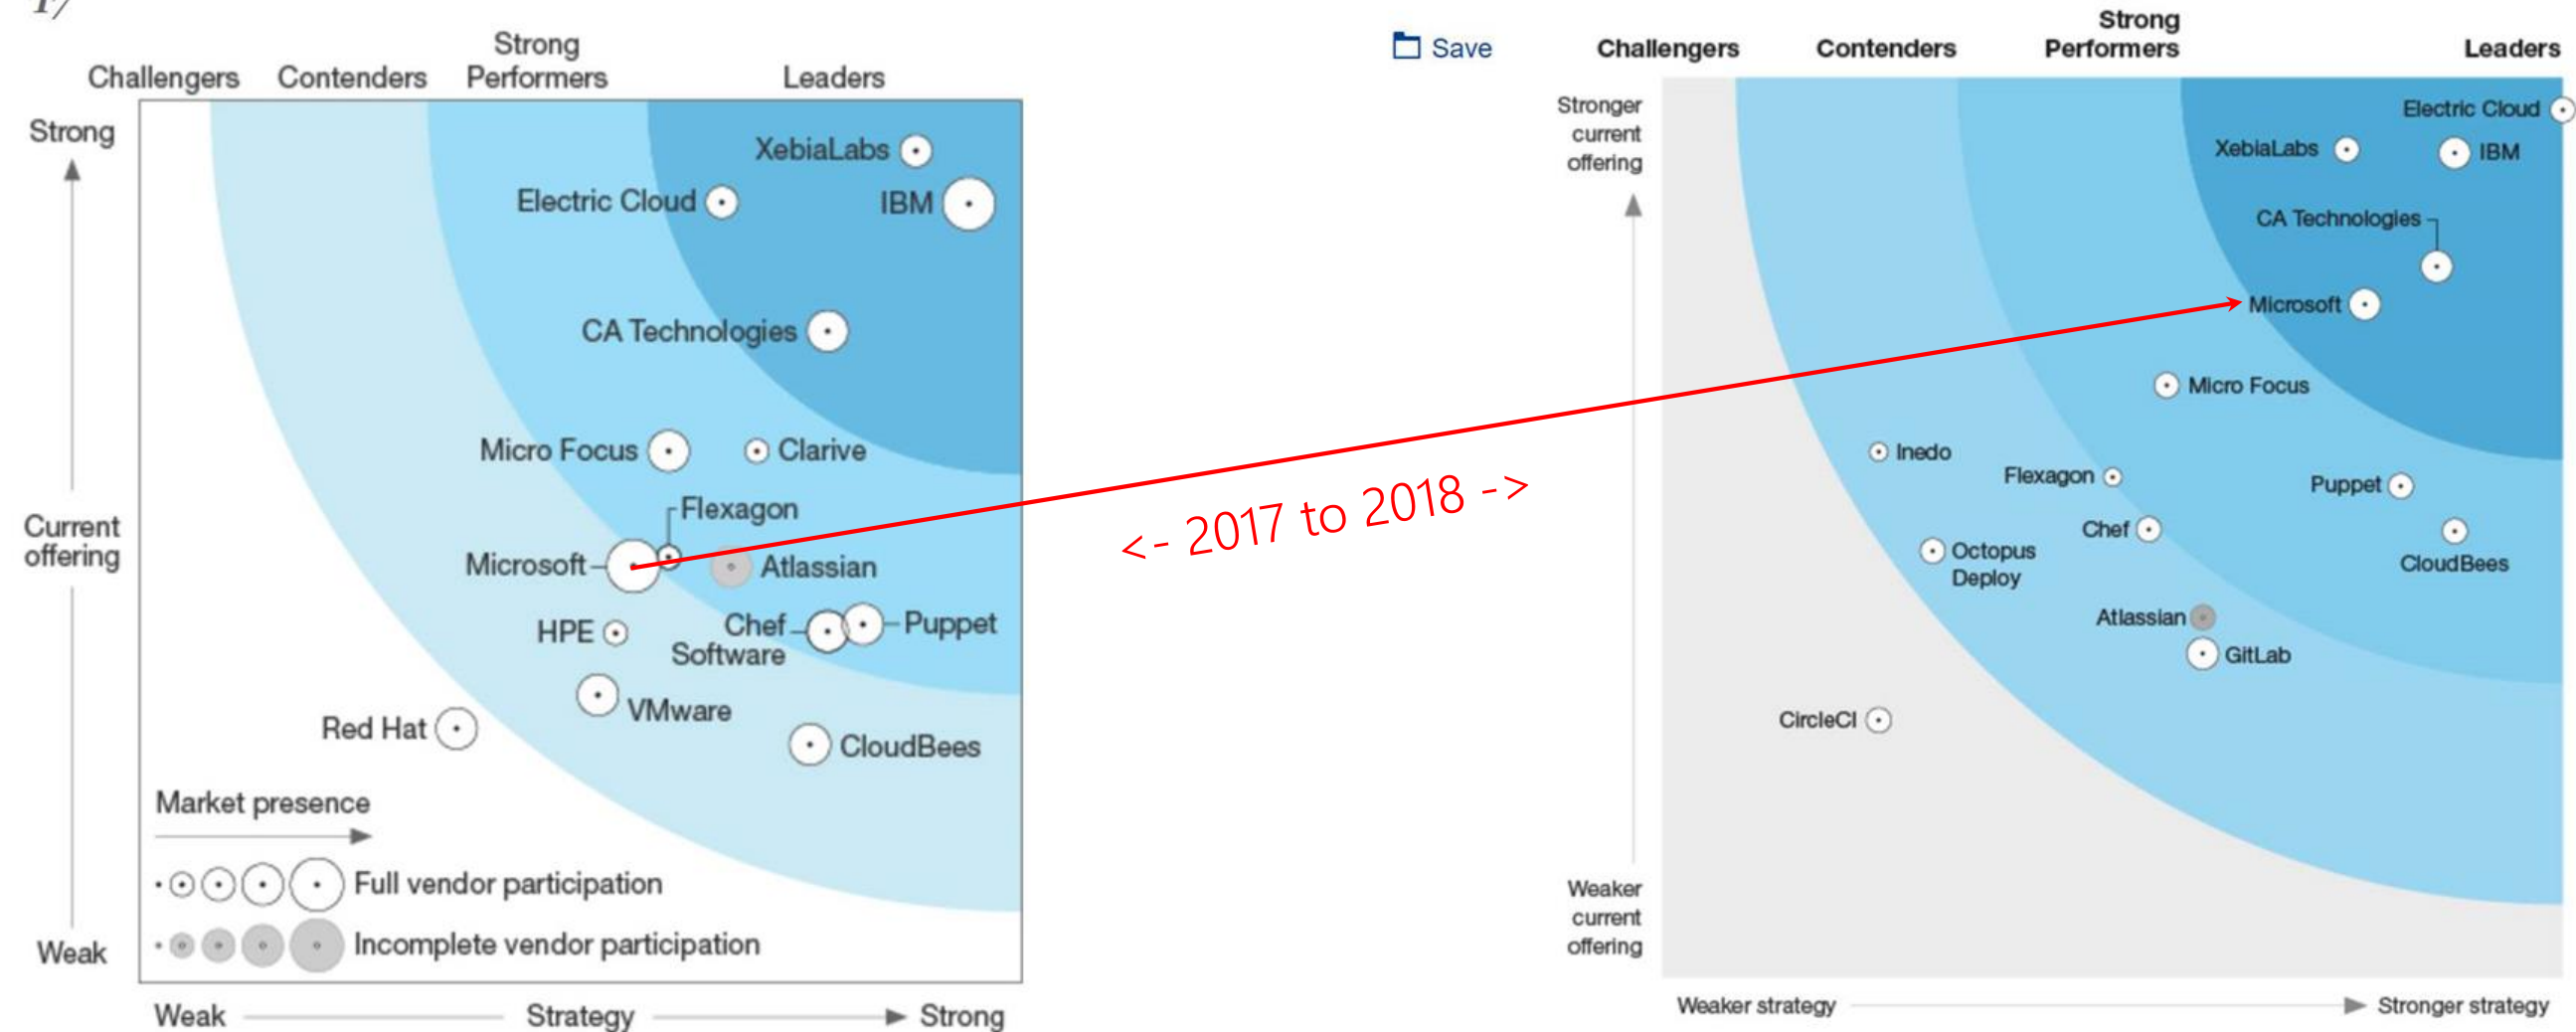 Strong
Performers
Challengers
Contenders
Leaders
Strong
Current
offering
Weak
XebiaLabs
Electric Cloud
IBM
CA Technologies
Micro Focus
Clarive
Flexagon
Microsoft
Atlassian
HPE
Chef
Software
Puppet
VMware
Red Hat
CloudBees
Market presence
Full vendor participation
Incomplete vendor participation
Weak
Strategy
Strong
<- 2017 to 2018 ->
Save
Strong
Performers
Challengers
Contenders
Leaders
Stronger
current
offering
Weaker
current
offering
Electric Cloud
XebiaLabs
IBM
CA Technologies
Microsoft
Micro Focus
Inedo
Flexagon
Puppet
Chef
CloudBees
Octopus
Deploy
Atlassian
GitLab
CircleCI
Weaker strategy
Stronger strategy